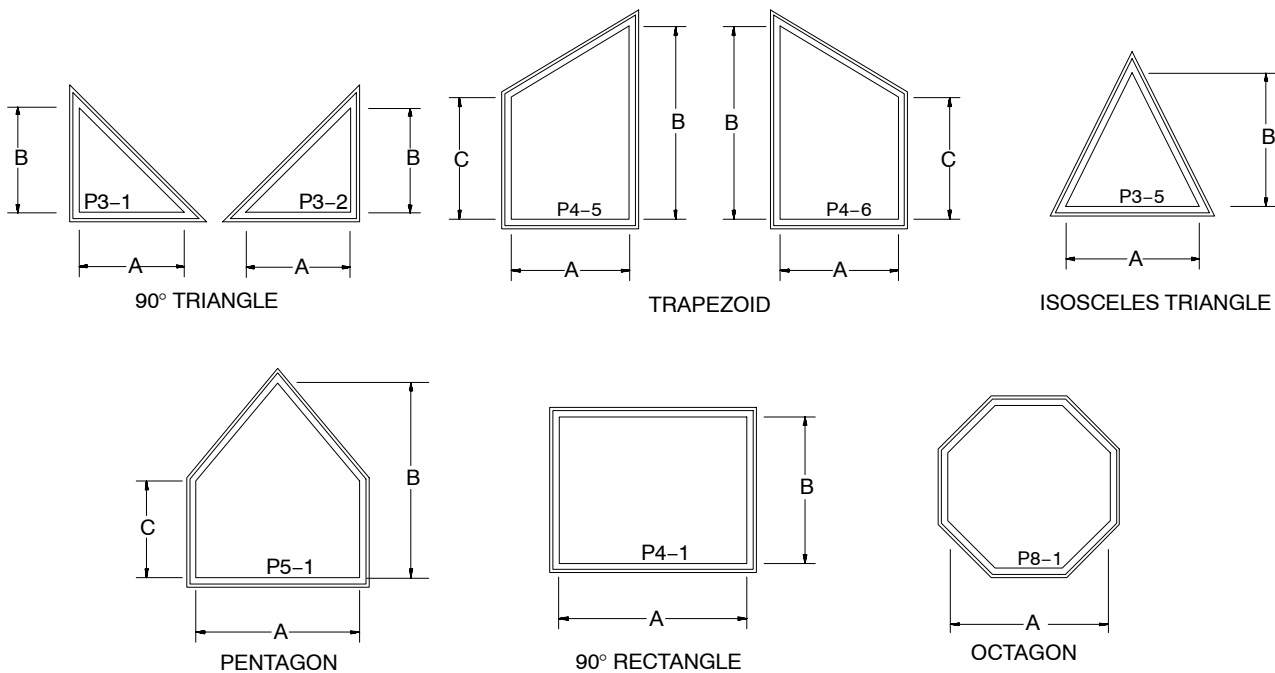 B
P3–1
A
P3–2
B
A
90° TRIANGLE
C
P4–5
B
A
B
P4–6
C
A
TRAPEZOID
P3–5
B
A
ISOSCELES TRIANGLE
C
P5–1
B
A
PENTAGON
P4–1
B
A
90° RECTANGLE
P8–1
A
OCTAGON